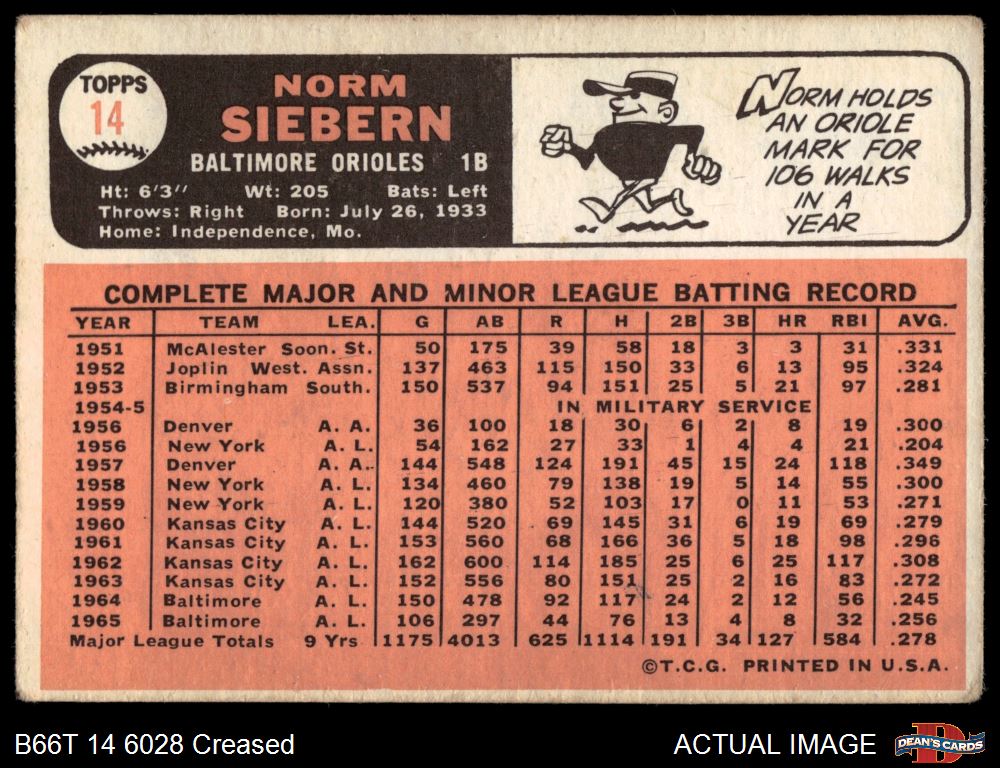 TOPPS
14
NORM
SIEBERN
BALTIMORE ORIOLES 1B
Ht: 6'3" Wt: 205 Bats: Left
Throws: Right Born: July 26, 1933
Home: Independence, Mo.
NORM HOLDS
AN ORIOLE
MARK FOR
106 WALKS
IN A
YEAR
COMPLETE MAJOR AND MINOR LEAGUE BATTING RECORD
YEAR TEAM LEA. G AB R H 2B 3B HR RBI AVG.
1951 McAlester Soon. St. 50 175 39 58 18 3 3 31 .331
1952 Joplin West. Assn. 137 463 115 150 33 6 13 95 .324
1953 Birmingham South. 150 537 94 151 25 5 21 97 .281
1954-5 IN MILITARY SERVICE
1956 Denver A. A. 36 100 18 30 6 2 8 19 .300
1956 New York A. L. 54 162 27 33 1 4 4 21 .204
1957 Denver A. A. 144 548 124 191 45 15 24 118 .349
1958 New York A. L. 134 460 79 138 19 5 14 55 .300
1959 New York A. L. 120 380 52 103 17 0 11 53 .271
1960 Kansas City A. L. 144 520 69 145 31 6 19 69 .279
1961 Kansas City A. L. 153 560 68 166 36 5 18 98 .296
1962 Kansas City A. L. 162 600 114 185 25 6 25 117 .308
1963 Kansas City A. L. 152 556 80 151 25 2 16 83 .272
1964 Baltimore A. L. 150 478 92 117 24 2 12 56 .245
1965 Baltimore A. L. 106 297 44 76 13 4 8 32 .256
Major League Totals 9 Yrs 1175 4013 625 1114 191 34 127 584 .278
©T.C.G. PRINTED IN U.S.A.
B66T 14 6028 Creased
ACTUAL IMAGE
D
DEAN'S CARDS